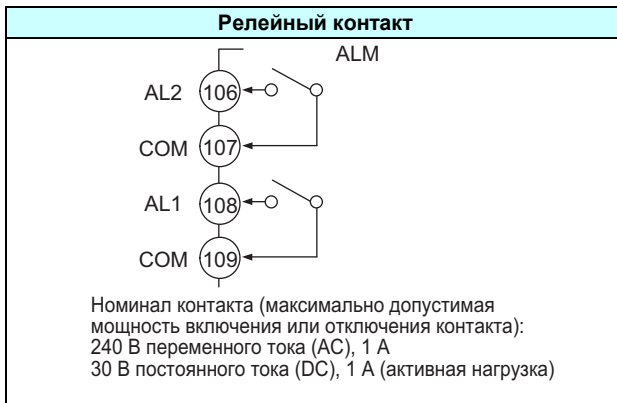 Релейный контакт
ALM
AL2 106
COM 107
AL1 108
COM 109
Номинал контакта (максимально допустимая
мощность включения или отключения контакта):
240 В переменного тока (AC), 1 А
30 В постоянного тока (DC), 1 А (активная нагрузка)